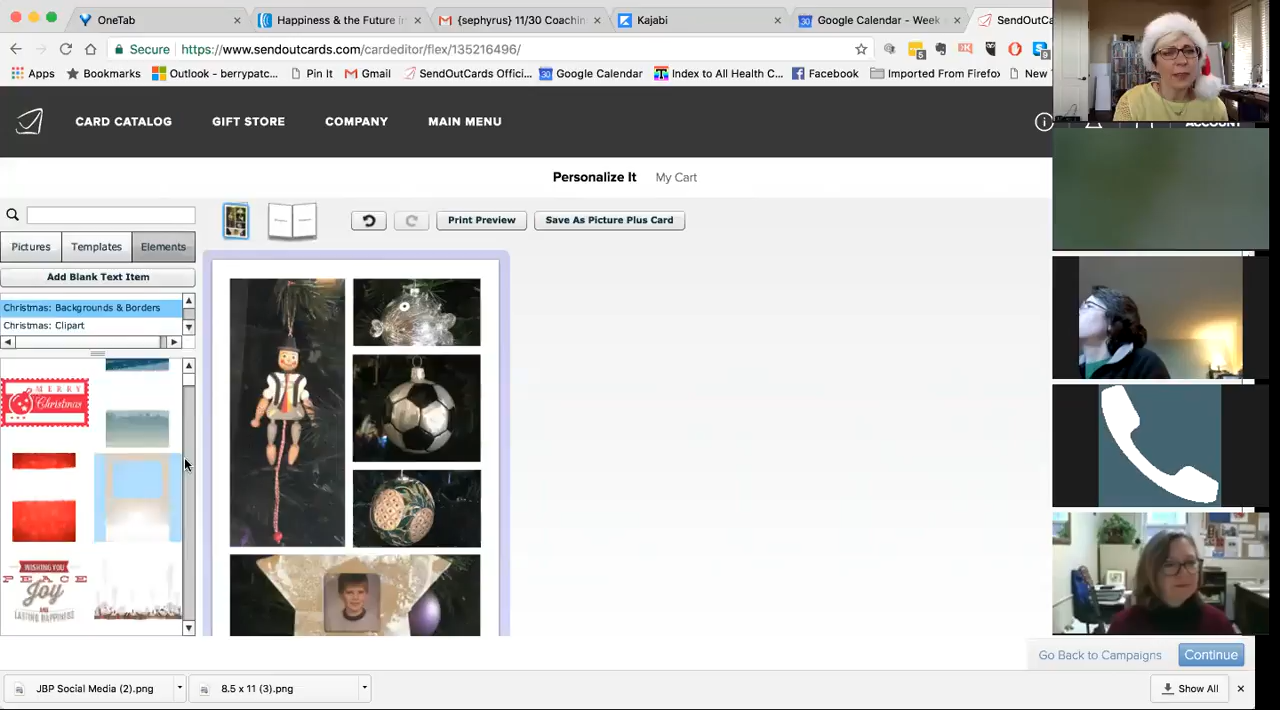 OneTab
Happiness & the Future i
{sephyrus} 11/30 Coachin
Kajabi
Google Calendar - Week
SendOutCa
Secure
https://www.sendoutcards.com/cardeditor/flex/135216496/
5
9
Apps
Bookmarks
Outlook - berrypatc...
Pin It
Gmail
SendOutCards Offici...
Google Calendar
Index to All Health C...
Facebook
Imported From Firefox
New
CARD CATALOG
GIFT STORE
COMPANY
MAIN MENU
ACCOUNT
Personalize It
My Cart
Print Preview
Save As Picture Plus Card
Pictures
Templates
Elements
Add Blank Text Item
Christmas: Backgrounds & Borders
Christmas: Clipart
MERRY
Christmas
WISHING YOU
PEACE
Joy
AND
LASTING HAPPINESS
Go Back to Campaigns
Continue
JBP Social Media (2).png
8.5 x 11 (3).png
Show All